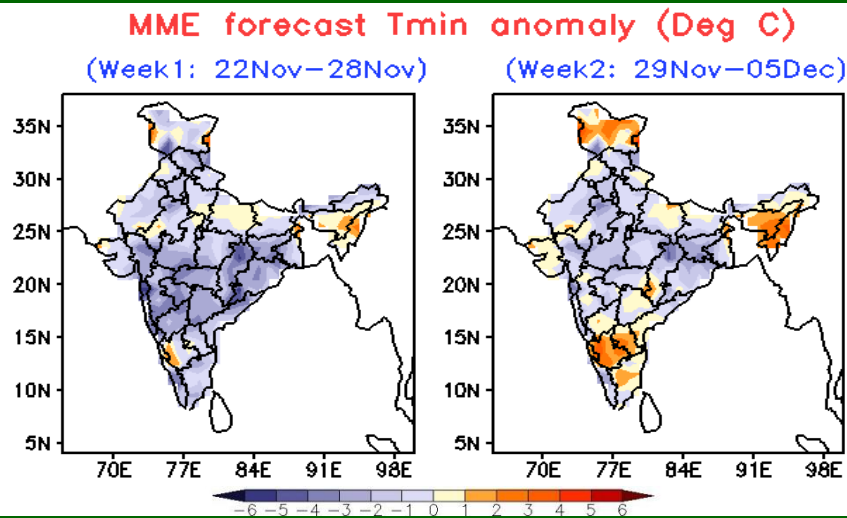 MME forecast Tmin anomaly (Deg C)
(Week1: 22Nov−28Nov)
(Week2: 29Nov−05Dec)
35N
30N
25N
20N
15N
10N
5N
70E 77E 84E 91E 98E
35N
30N
25N
20N
15N
10N
5N
70E 77E 84E 91E 98E
−6 −5 −4 −3 −2 −1 0 1 2 3 4 5 6